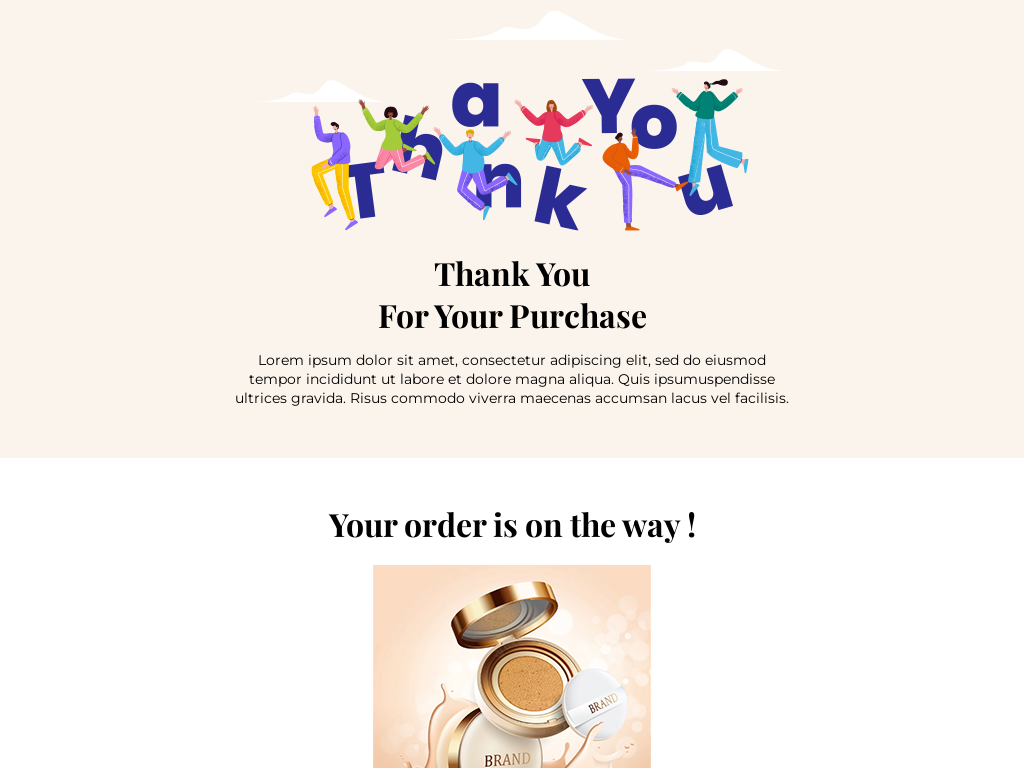 Thank You
Thank You
For Your Purchase
Lorem ipsum dolor sit amet, consectetur adipiscing elit, sed do eiusmod
tempor incididunt ut labore et dolore magna aliqua. Quis ipsumuspendisse
ultrices gravida. Risus commodo viverra maecenas accumsan lacus vel facilisis.
Your order is on the way !
BRAND
BRAND